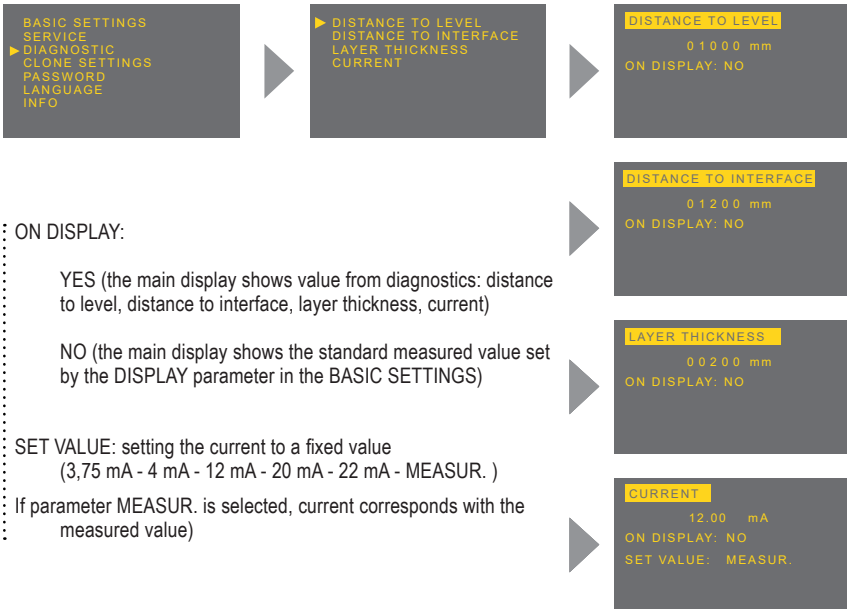 BASIC SETTINGS
SERVICE
DIAGNOSTIC
CLONE SETTINGS
PASSWORD
LANGUAGE
INFO
DISTANCE TO LEVEL
DISTANCE TO INTERFACE
LAYER THICKNESS
CURRENT
DISTANCE TO LEVEL
01000 mm
ON DISPLAY: NO
DISTANCE TO INTERFACE
01200 mm
ON DISPLAY: NO
LAYER THICKNESS
00200 mm
ON DISPLAY: NO
CURRENT
12.00 mA
ON DISPLAY: NO
SET VALUE: MEASUR.
ON DISPLAY:
YES (the main display shows value from diagnostics: distance
to level, distance to interface, layer thickness, current)
NO (the main display shows the standard measured value set
by the DISPLAY parameter in the BASIC SETTINGS)
SET VALUE: setting the current to a fixed value
(3,75 mA - 4 mA - 12 mA - 20 mA - 22 mA - MEASUR. )
If parameter MEASUR. is selected, current corresponds with the
measured value)